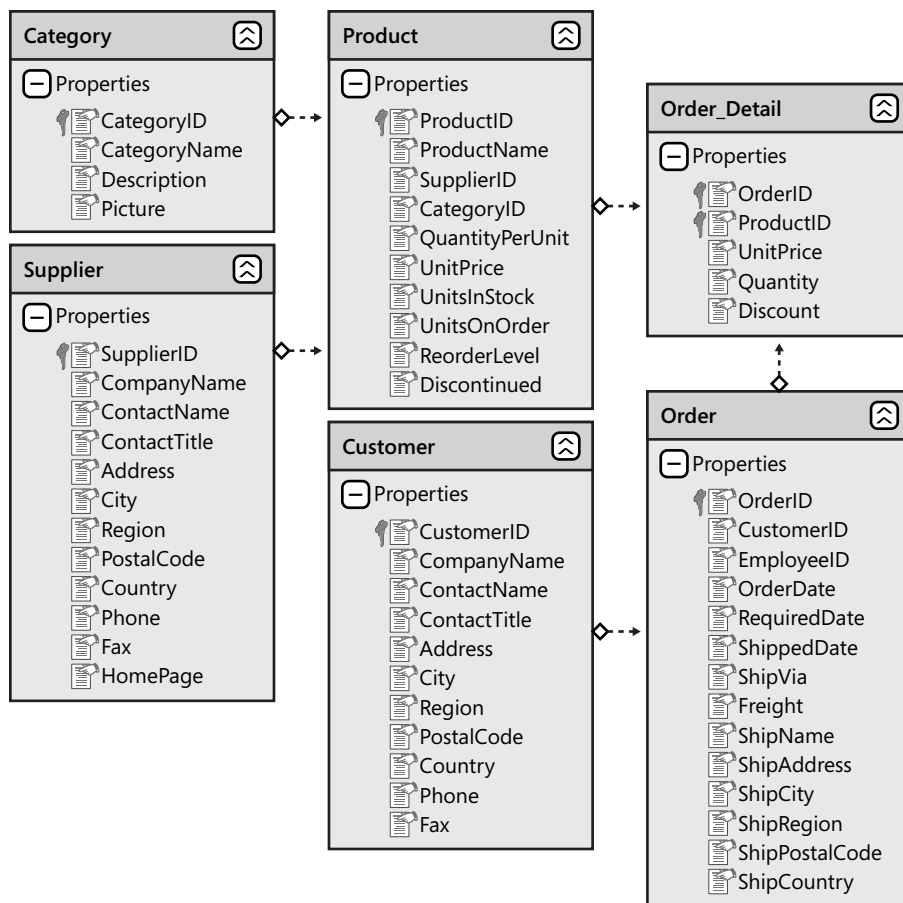 Category
Properties
CategoryID
CategoryName
Description
Picture
Supplier
Properties
SupplierID
CompanyName
ContactName
ContactTitle
Address
City
Region
PostalCode
Country
Phone
Fax
HomePage
Product
Properties
ProductID
ProductName
SupplierID
CategoryID
QuantityPerUnit
UnitPrice
UnitsInStock
UnitsOnOrder
ReorderLevel
Discontinued
Customer
Properties
CustomerID
CompanyName
ContactName
ContactTitle
Address
City
Region
PostalCode
Country
Phone
Fax
Order_Detail
Properties
OrderID
ProductID
UnitPrice
Quantity
Discount
Order
Properties
OrderID
CustomerID
EmployeeID
OrderDate
RequiredDate
ShippedDate
ShipVia
Freight
ShipName
ShipAddress
ShipCity
ShipRegion
ShipPostalCode
ShipCountry